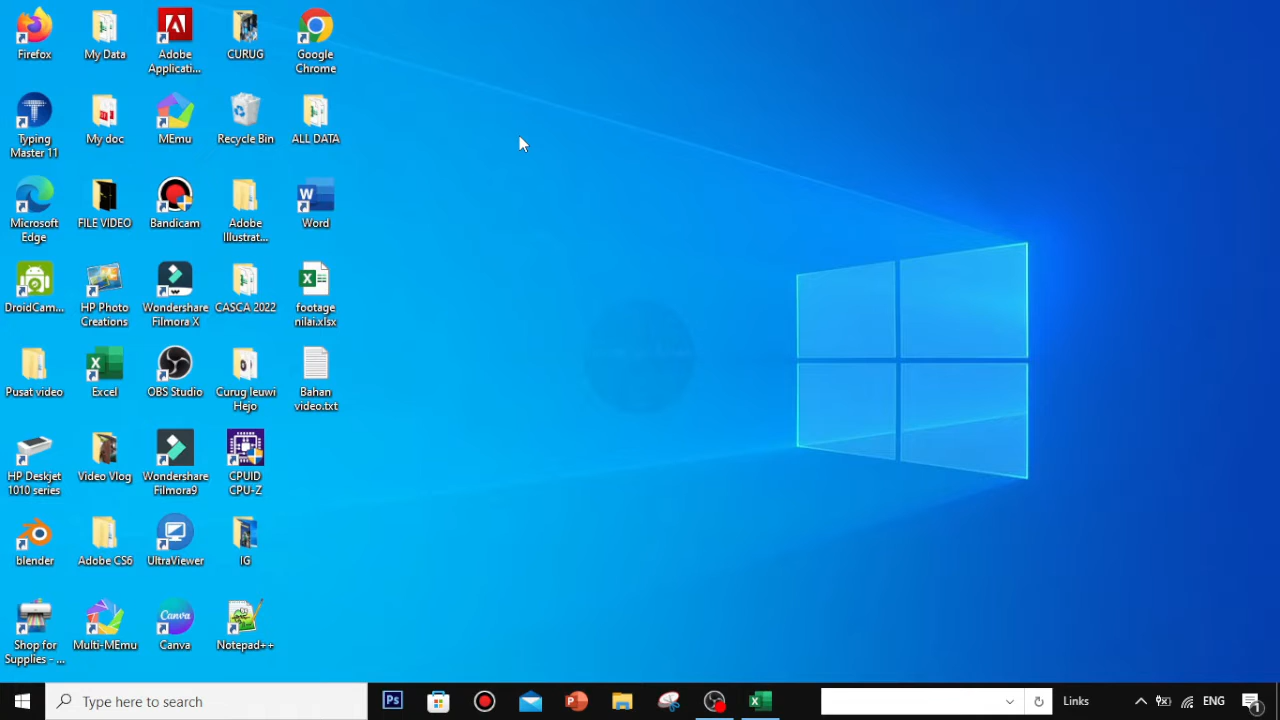 Firefox
My Data
Adobe
Applicati...
CURUG
Google
Chrome
Typing
Master 11
My doc
MEmu
Recycle Bin
ALL DATA
Microsoft
Edge
FILE VIDEO
Bandicam
Adobe
Illustrat...
Word
DroidCam...
HP Photo
Creations
Wondershare
Filmora X
CASCA 2022
footage
nilai.xlsx
Pusat video
Excel
OBS Studio
Curug leuwi
Hejo
Bahan
video.txt
HP Deskjet
1010 series
Video Vlog
Wondershare
Filmora9
CPUID
CPU-Z
blender
Adobe CS6
UltraViewer
IG
Shop for
Supplies - ...
Multi-MEmu
Canva
Canva
Notepad++
Type here to search
Ps
Links
ENG
1